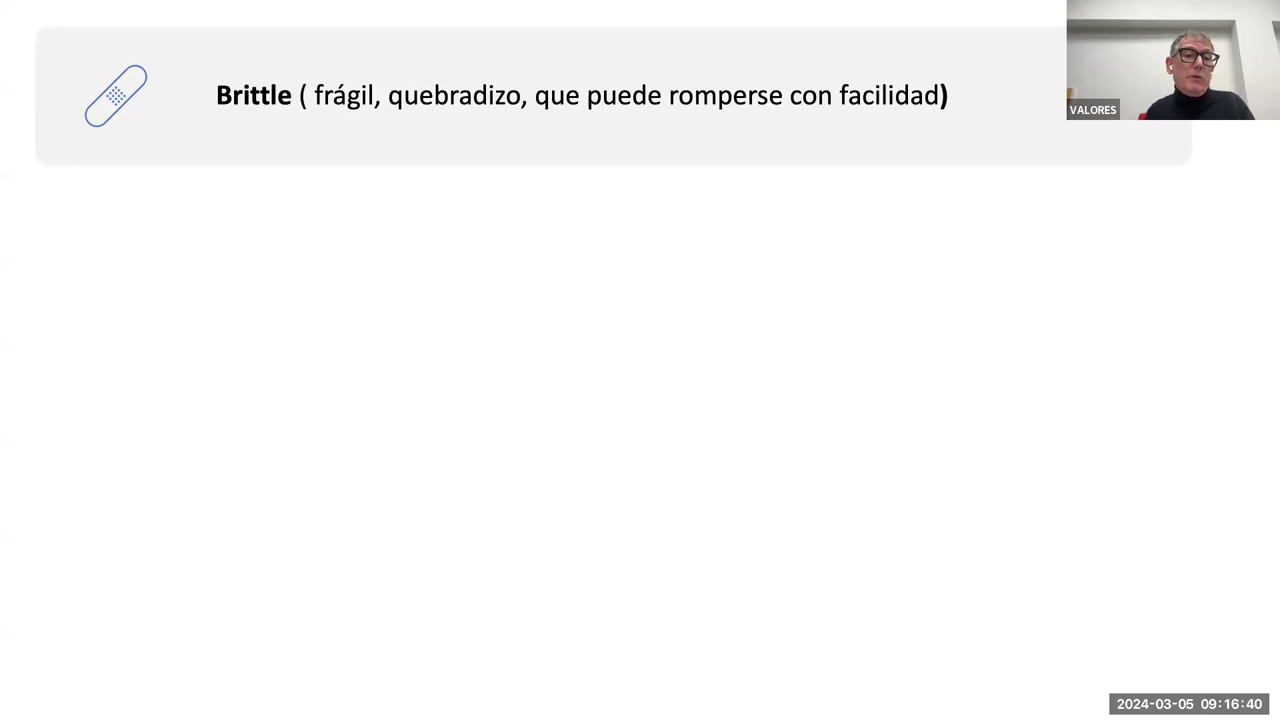 Brittle ( frágil, quebradizo, que puede romperse con facilidad)
VALORES
2024-03-05 09:16:40